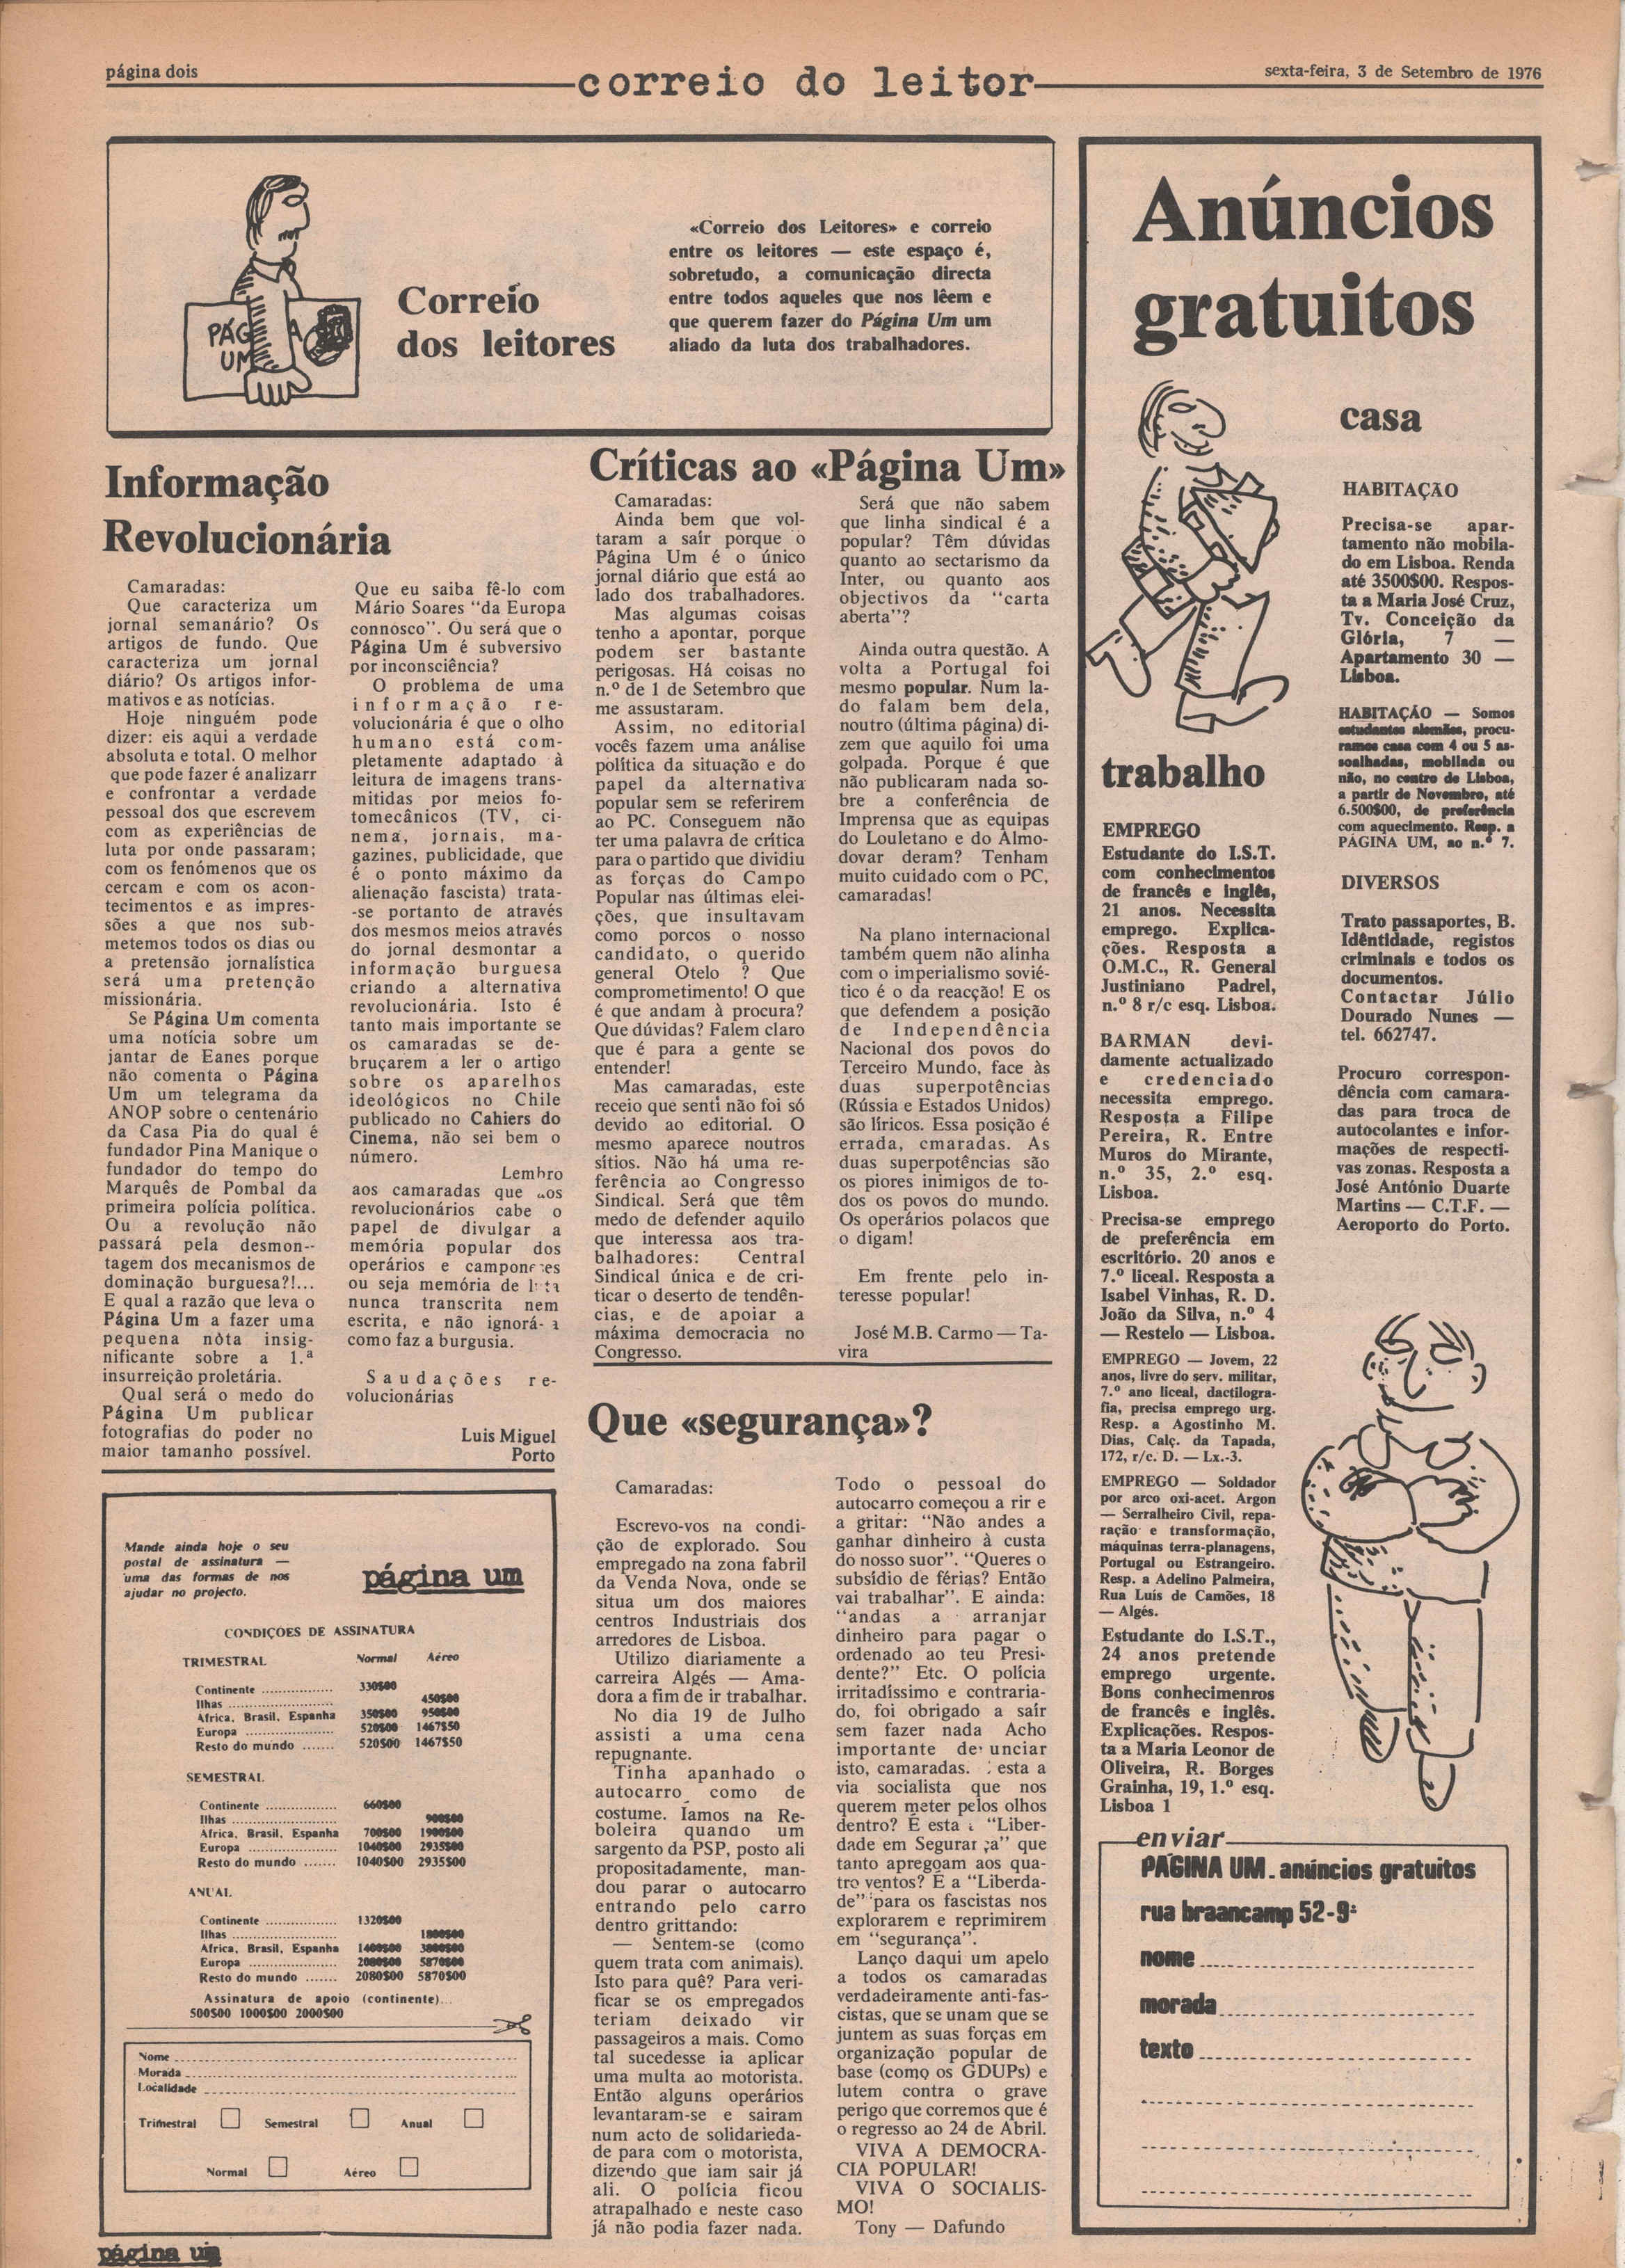 página dois
correio do leitor
sexta-feira, 3 de Setembro de 1976
PÁG A
UM
Correio
dos leitores
«Correio dos Leitores» e correio
entre os leitores — este espaço é,
sobretudo, a comunicação directa
entre todos aqueles que nos lêem e
que querem fazer do Página Um um
aliado da luta dos trabalhadores.
Informação
Revolucionária
Camaradas:
Que caracteriza um
jornal semanário? Os
artigos de fundo. Que
caracteriza um jornal
diário? Os artigos infor-
mativos e as notícias.
Hoje ninguém pode
dizer: eis aqui a verdade
absoluta e total. O melhor
que pode fazer é analizarr
e confrontar a verdade
pessoal dos que escrevem
com as experiências de
luta por onde passaram;
com os fenómenos que os
cercam e com os acon-
tecimentos e as impres-
sões a que nos sub-
metemos todos os dias ou
a pretensão jornalística
será uma pretenção
missionária.
Se Página Um comenta
uma notícia sobre um
jantar de Eanes porque
não comenta o Página
Um um telegrama da
ANOP sobre o centenário
da Casa Pia do qual é
fundador Pina Manique o
fundador do tempo do
Marquês de Pombal da
primeira polícia política.
Ou a revolução não
passará pela desmon--
tagem dos mecanismos de
dominação burguesa?!...
E qual a razão que leva o
Página Um a fazer uma
pequena nòta insig-
nificante sobre a 1.ª
insurreição proletária.
Qual será o medo do
Página Um publicar
fotografias do poder no
maior tamanho possível.
Que eu saiba fê-lo com
Mário Soares "da Europa
connosco". Ou será que o
Página Um é subversivo
por inconsciência?
O problema de uma
informação re-
volucionária é que o olho
humano está com-
pletamente adaptado à
leitura de imagens trans-
mitidas por meios fo-
tomecânicos (TV, ci-
nema, jornais, ma-
gazines, publicidade, que
é o ponto máximo da
alienação fascista) trata-
-se portanto de através
dos mesmos meios através
do jornal desmontar a
informação burguesa
criando a alternativa
revolucionária. Isto é
tanto mais importante se
os camaradas se de-
bruçarem a ler o artigo
sobre os aparelhos
ideológicos no Chile
publicado no Cahiers do
Cinema, não sei bem o
número.
Lembro
aos camaradas que aos
revolucionários cabe o
papel de divulgar a
memória popular dos
operários e camponeses
ou seja memória de luta
nunca transcrita nem
escrita, e não ignorá-la
como faz a burgusia.
Saudações re-
volucionárias
Luis Miguel
Porto
Críticas ao «Página Um»
Camaradas:
Ainda bem que vol-
taram a saír porque o
Página Um é o único
jornal diário que está ao
lado dos trabalhadores.
Mas algumas coisas
tenho a apontar, porque
podem ser bastante
perigosas. Há coisas no
n.º de 1 de Setembro que
me assustaram.
Assim, no editorial
vocês fazem uma análise
política da situação e do
papel da alternativa
popular sem se referirem
ao PC. Conseguem não
ter uma palavra de crítica
para o partido que dividiu
as forças do Campo
Popular nas últimas elei-
ções, que insultavam
como porcos o nosso
candidato, o querido
general Otelo ? Que
comprometimento! O que
é que andam à procura?
Que dúvidas? Falem claro
que é para a gente se
entender!
Mas camaradas, este
receio que senti não foi só
devido ao editorial. O
mesmo aparece noutros
sítios. Não há uma re-
ferência ao Congresso
Sindical. Será que têm
medo de defender aquilo
que interessa aos tra-
balhadores: Central
Sindical única e de cri-
ticar o deserto de tendên-
cias, e de apoiar a
máxima democracia no
Congresso.
Será que não sabem
que linha sindical é a
popular? Têm dúvidas
quanto ao sectarismo da
Inter, ou quanto aos
objectivos da "carta
aberta"?
Ainda outra questão. A
volta a Portugal foi
mesmo popular. Num la-
do falam bem dela,
noutro (última página) di-
zem que aquilo foi uma
golpada. Porque é que
não publicaram nada so-
bre a conferência de
Imprensa que as equipas
do Louletano e do Almo-
dovar deram? Tenham
muito cuidado com o PC,
camaradas!
Na plano internacional
também quem não alinha
com o imperialismo sovié-
tico é o da reacção! E os
que defendem a posição
de Independência
Nacional dos povos do
Terceiro Mundo, face às
duas superpotências
(Rússia e Estados Unidos)
são líricos. Essa posição é
errada, cmaradas. As
duas superpotências são
os piores inimigos de to-
dos os povos do mundo.
Os operários polacos que
o digam!
Em frente pelo in-
teresse popular!
José M.B. Carmo — Ta-
vira
Que «segurança»?
Camaradas:
Escrevo-vos na condi-
ção de explorado. Sou
empregado na zona fabril
da Venda Nova, onde se
situa um dos maiores
centros Industriais dos
arredores de Lisboa.
Utilizo diariamente a
carreira Algés — Ama-
dora a fim de ir trabalhar.
No dia 19 de Julho
assisti a uma cena
repugnante.
Tinha apanhado o
autocarro como de
costume. Íamos na Re-
boleira quando um
sargento da PSP, posto ali
propositadamente, man-
dou parar o autocarro
entrando pelo carro
dentro grittando:
— Sentem-se (como
quem trata com animais).
Isto para quê? Para veri-
ficar se os empregados
teriam deixado vir
passageiros a mais. Como
tal sucedesse ia aplicar
uma multa ao motorista.
Então alguns operários
levantaram-se e sairam
num acto de solidarieda-
de para com o motorista,
dizendo que iam sair já
ali. O polícia ficou
atrapalhado e neste caso
já não podia fazer nada.
Todo o pessoal do
autocarro começou a rir e
a gritar: "Não andes a
ganhar dinheiro à custa
do nosso suor". "Queres o
subsídio de férias? Então
vai trabalhar". E ainda:
"andas a arranjar
dinheiro para pagar o
ordenado ao teu Presi-
dente?" Etc. O polícia
irritadíssimo e contraria-
do, foi obrigado a saír
sem fazer nada Acho
importante denunciar
isto, camaradas. esta a
via socialista que nos
querem meter pelos olhos
dentro? E esta a "Liber-
dade em Segurança" que
tanto apregoam aos qua-
tro ventos? É a "Liberda-
de" para os fascistas nos
explorarem e reprimirem
em "segurança".
Lanço daqui um apelo
a todos os camaradas
verdadeiramente anti-fas-
cistas, que se unam que se
juntem as suas forças em
organização popular de
base (como os GDUPs) e
lutem contra o grave
perigo que corremos que é
o regresso ao 24 de Abril.
VIVA A DEMOCRA-
CIA POPULAR!
VIVA O SOCIALIS-
MO!
Tony — Dafundo
Mande ainda hoje o seu
postal de assinatura —
uma das formas de nos
ajudar no projecto.
página um
CONDIÇÕES DE ASSINATURA
TRIMESTRAL Normal Aéreo
Continente 330$00
Ilhas 450$00
Africa, Brasil, Espanha 350$00 950$00
Europa 520$00 1467$50
Resto do mundo 520$00 1467$50
SEMESTRAL
Continente 660$00
Ilhas 900$00
Africa, Brasil, Espanha 700$00 1900$00
Europa 1040$00 2935$00
Resto do mundo 1040$00 2935$00
ANUAL
Continente 1320$00
Ilhas 1800$00
Africa, Brasil, Espanha 1400$00 3800$00
Europa 2080$00 5870$00
Resto do mundo 2080$00 5870$00
Assinatura de apoio (continente)
500$00 1000$00 2000$00
Nome
Morada
Localidade
Trimestral Semestral Anual
Normal Aéreo
página um
Anúncios
gratuitos
casa
HABITAÇÃO
Precisa-se apar-
tamento não mobila-
do em Lisboa. Renda
até 3500$00. Respos-
ta a Maria José Cruz,
Tv. Conceição da
Glória, 7 —
Apartamento 30 —
Lisboa.
HABITAÇÃO — Somos
estudantes alemães, procu-
ramos casa com 4 ou 5 as-
soalhadas, mobilada ou
não, no centro de Lisboa,
a partir de Novembro, até
6.500$00, de preferência
com aquecimento. Resp. a
PÁGINA UM, ao n.º 7.
DIVERSOS
Trato passaportes, B.
Idêntidade, registos
criminais e todos os
documentos.
Contactar Júlio
Dourado Nunes —
tel. 662747.
Procuro correspon-
dência com camara-
das para troca de
autocolantes e infor-
mações de respecti-
vas zonas. Resposta a
José António Duarte
Martins — C.T.F. —
Aeroporto do Porto.
trabalho
EMPREGO
Estudante do I.S.T.
com conhecimentos
de francês e inglês,
21 anos. Necessita
emprego. Explica-
ções. Resposta a
O.M.C., R. General
Justiniano Padrel,
n.º 8 r/c esq. Lisboa.
BARMAN devi-
damente actualizado
e credenciado
necessita emprego.
Resposta a Filipe
Pereira, R. Entre
Muros do Mirante,
n.º 35, 2.º esq.
Lisboa.
Precisa-se emprego
de preferência em
escritório. 20 anos e
7.º liceal. Resposta a
Isabel Vinhas, R. D.
João da Silva, n.º 4
— Restelo — Lisboa.
EMPREGO — Jovem, 22
anos, livre do serv. militar,
7.º ano liceal, dactilogra-
fia, precisa emprego urg.
Resp. a Agostinho M.
Dias, Calç. da Tapada,
172, r/c. D. — Lx.-3.
EMPREGO — Soldador
por arco oxi-acet. Argon
— Serralheiro Civil, repa-
ração e transformação,
máquinas terra-planagens,
Portugal ou Estrangeiro.
Resp. a Adelino Palmeira,
Rua Luís de Camões, 18
— Algés.
Estudante do I.S.T.,
24 anos pretende
emprego urgente.
Bons conhecimenros
de francês e inglês.
Explicações. Respos-
ta a Maria Leonor de
Oliveira, R. Borges
Grainha, 19, 1.º esq.
Lisboa 1
enviar
PÁGINA UM - anúncios gratuitos
rua braancamp 52-9º
nome
morada
texto